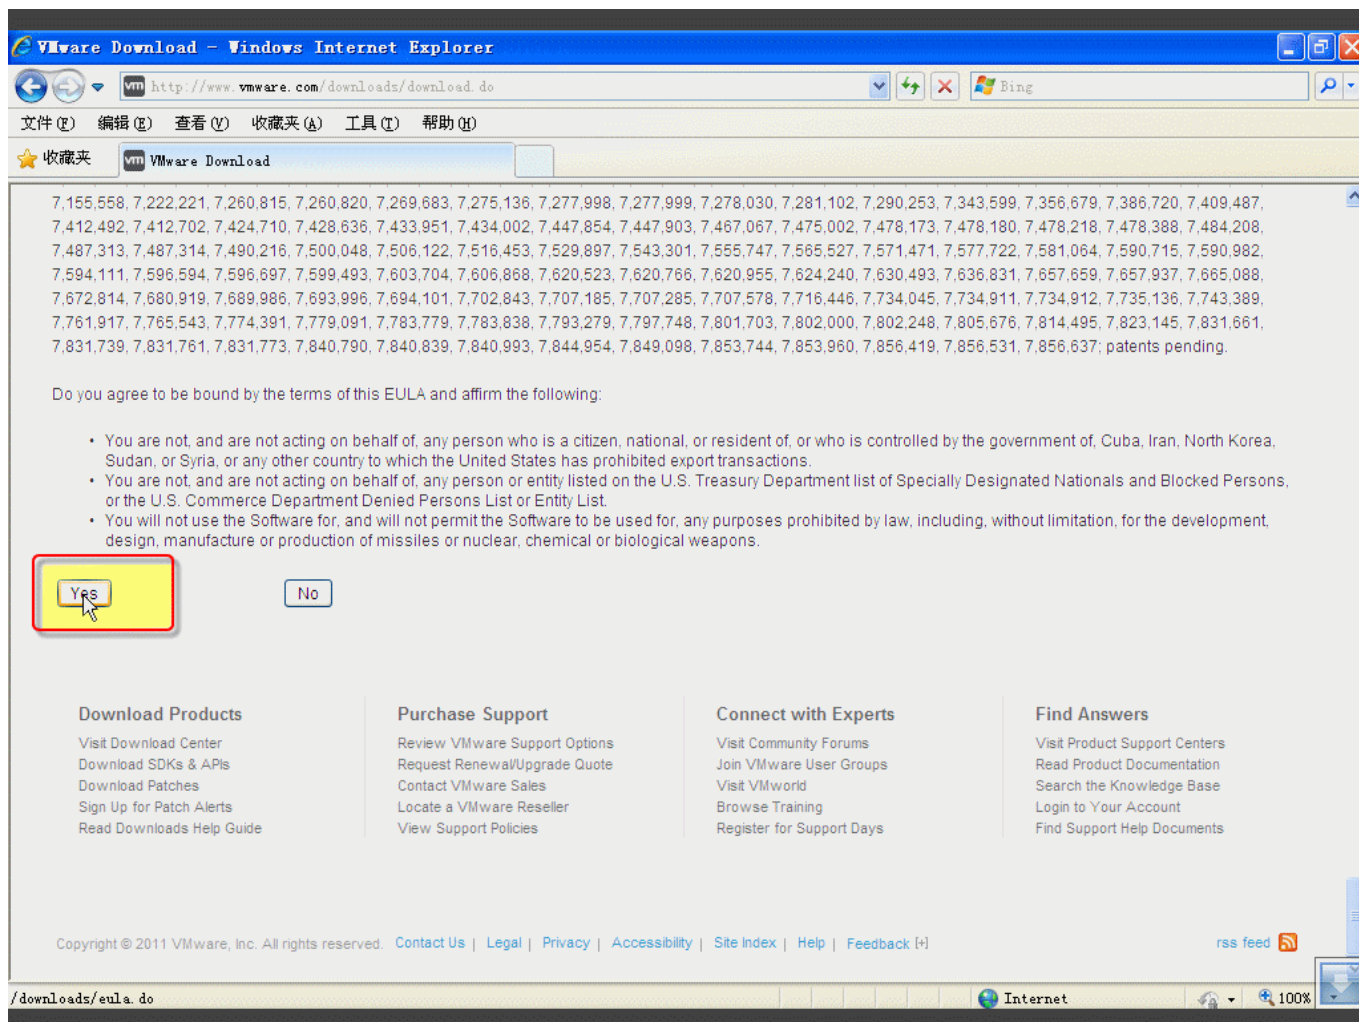 VMware Download - Windows Internet Explorer
vm http://www.vmware.com/downloads/download.do
Bing
文件(F) 编辑(E) 查看(V) 收藏夹(A) 工具(T) 帮助(H)
收藏夹 vm VMware Download
7,155,558, 7,222,221, 7,260,815, 7,260,820, 7,269,683, 7,275,136, 7,277,998, 7,277,999, 7,278,030, 7,281,102, 7,290,253, 7,343,599, 7,356,679, 7,386,720, 7,409,487,
7,412,492, 7,412,702, 7,424,710, 7,428,636, 7,433,951, 7,434,002, 7,447,854, 7,447,903, 7,467,067, 7,475,002, 7,478,173, 7,478,180, 7,478,218, 7,478,388, 7,484,208,
7,487,313, 7,487,314, 7,490,216, 7,500,048, 7,506,122, 7,516,453, 7,529,897, 7,543,301, 7,555,747, 7,565,527, 7,571,471, 7,577,722, 7,581,064, 7,590,715, 7,590,982,
7,594,111, 7,596,594, 7,596,697, 7,599,493, 7,603,704, 7,606,868, 7,620,523, 7,620,766, 7,620,955, 7,624,240, 7,630,493, 7,636,831, 7,657,659, 7,657,937, 7,665,088,
7,672,814, 7,680,919, 7,689,986, 7,693,996, 7,694,101, 7,702,843, 7,707,185, 7,707,285, 7,707,578, 7,716,446, 7,734,045, 7,734,911, 7,734,912, 7,735,136, 7,743,389,
7,761,917, 7,765,543, 7,774,391, 7,779,091, 7,783,779, 7,783,838, 7,793,279, 7,797,748, 7,801,703, 7,802,000, 7,802,248, 7,805,676, 7,814,495, 7,823,145, 7,831,661,
7,831,739, 7,831,761, 7,831,773, 7,840,790, 7,840,839, 7,840,993, 7,844,954, 7,849,098, 7,853,744, 7,853,960, 7,856,419, 7,856,531, 7,856,637; patents pending.
Do you agree to be bound by the terms of this EULA and affirm the following:
• You are not, and are not acting on behalf of, any person who is a citizen, national, or resident of, or who is controlled by the government of, Cuba, Iran, North Korea,
Sudan, or Syria, or any other country to which the United States has prohibited export transactions.
• You are not, and are not acting on behalf of, any person or entity listed on the U.S. Treasury Department list of Specially Designated Nationals and Blocked Persons,
or the U.S. Commerce Department Denied Persons List or Entity List.
• You will not use the Software for, and will not permit the Software to be used for, any purposes prohibited by law, including, without limitation, for the development,
design, manufacture or production of missiles or nuclear, chemical or biological weapons.
Yes No
Download Products Purchase Support Connect with Experts Find Answers
Visit Download Center Review VMware Support Options Visit Community Forums Visit Product Support Centers
Download SDKs & APIs Request Renewal/Upgrade Quote Join VMware User Groups Read Product Documentation
Download Patches Contact VMware Sales Visit VMworld Search the Knowledge Base
Sign Up for Patch Alerts Locate a VMware Reseller Browse Training Login to Your Account
Read Downloads Help Guide View Support Policies Register for Support Days Find Support Help Documents
Copyright © 2011 VMware, Inc. All rights reserved. Contact Us | Legal | Privacy | Accessibility | Site Index | Help | Feedback [+] rss feed
/downloads/eula.do Internet 100%